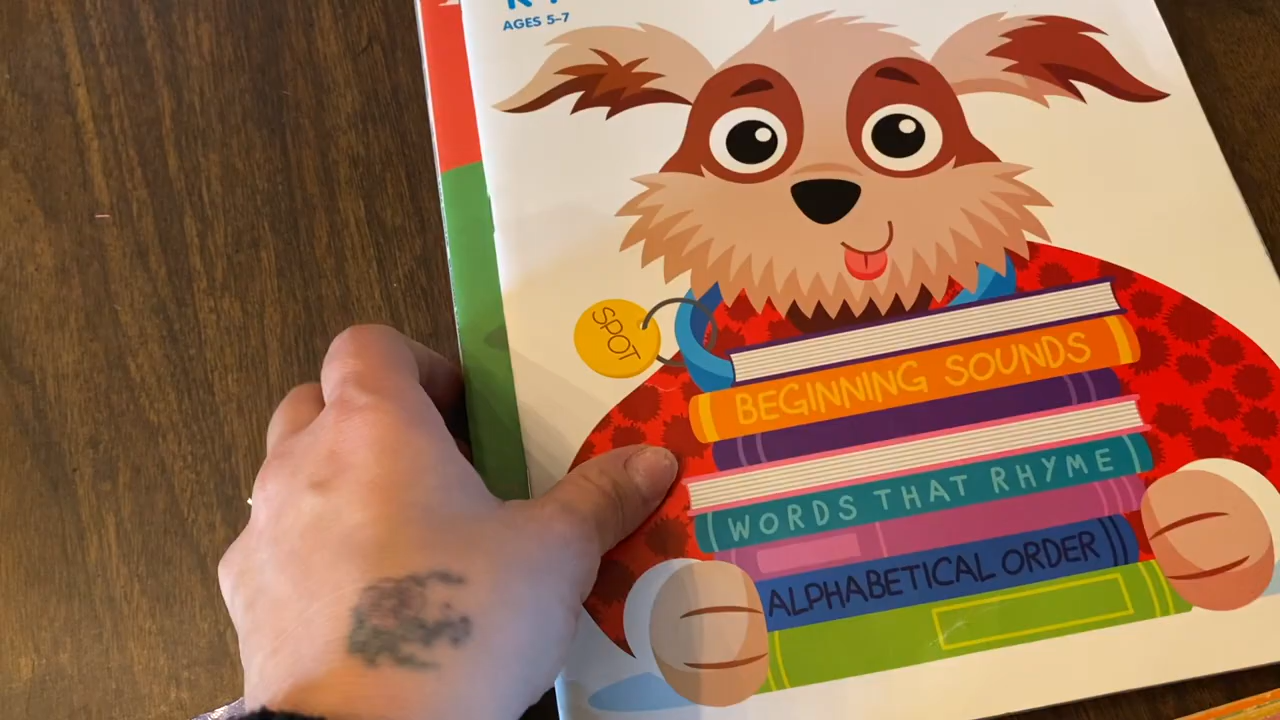 AGES 5-7
SPOT
BEGINNING SOUNDS
WORDS THAT RHYME
ALPHABETICAL ORDER